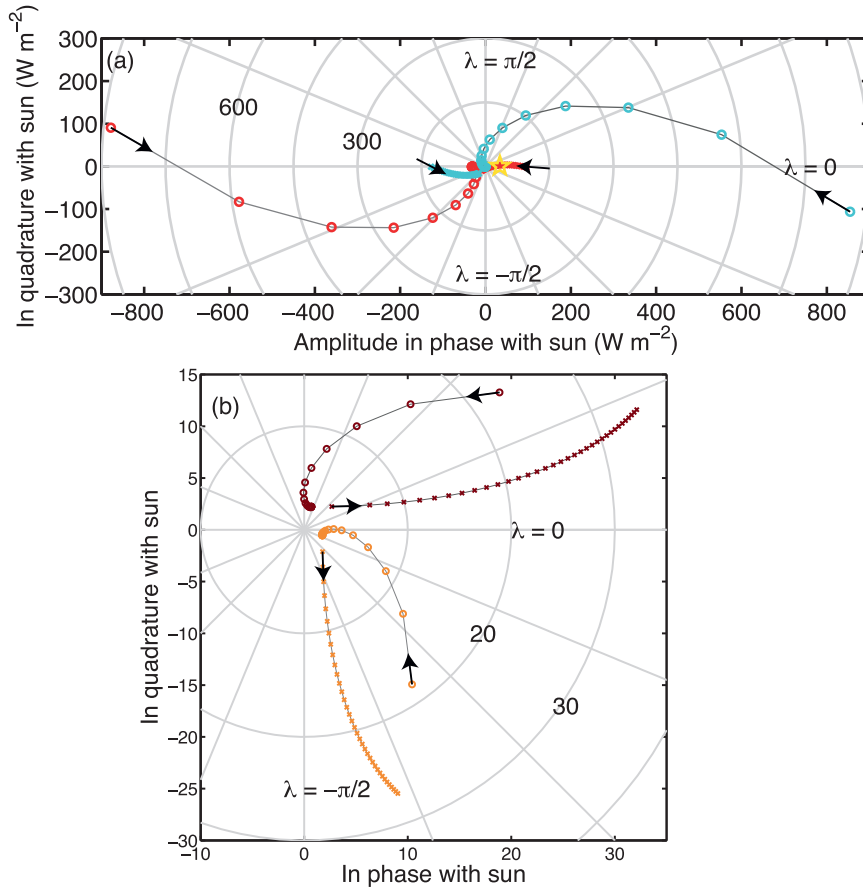 (a)
300
200
100
0
−100
−200
−300
In quadrature with sun (W m−2)
λ = π/2
600
300
λ = 0
λ = −π/2
−800 −600 −400 −200 0 200 400 600 800
Amplitude in phase with sun (W m−2)
(b)
15
10
5
0
−5
−10
−15
−20
−25
−30
In quadrature with sun
λ = 0
20
30
λ = −π/2
−10 0 10 20 30
In phase with sun